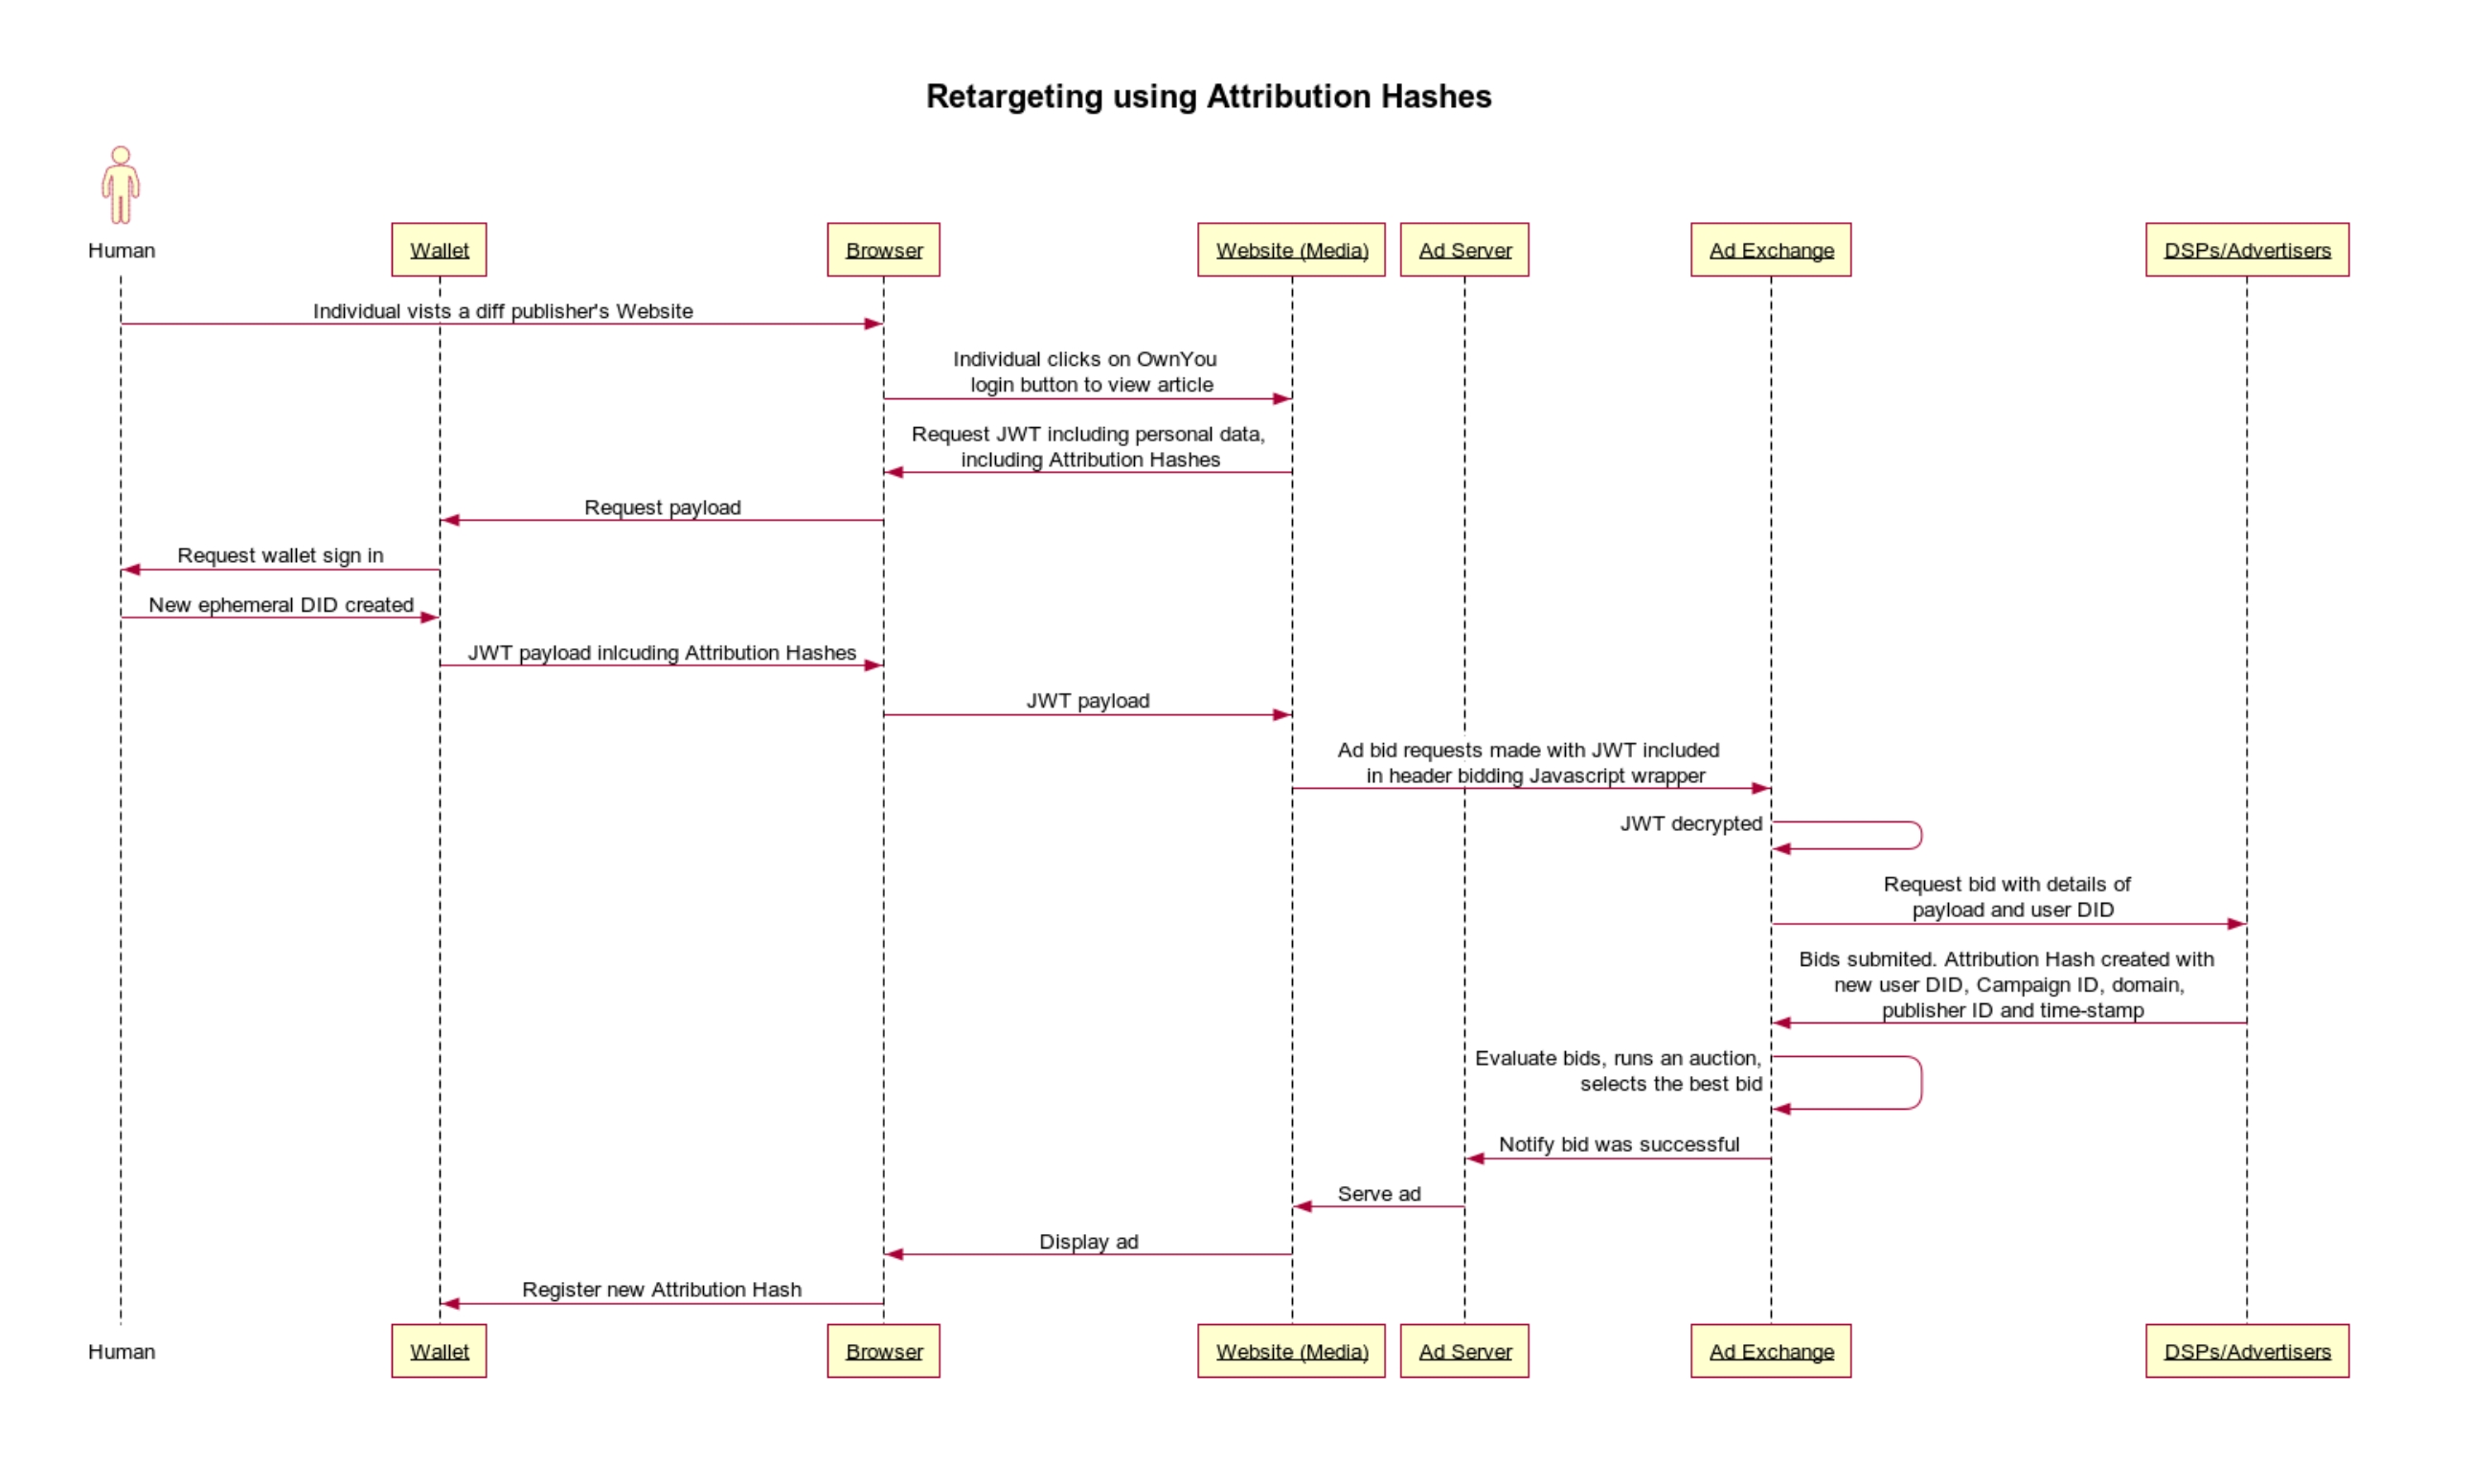 Retargeting using Attribution Hashes
Human
Wallet
Browser
Website (Media)
Ad Server
Ad Exchange
DSPs/Advertisers
Individual vists a diff publisher's Website
Individual clicks on OwnYou
login button to view article
Request JWT including personal data,
including Attribution Hashes
Request payload
Request wallet sign in
New ephemeral DID created
JWT payload inlcuding Attribution Hashes
JWT payload
Ad bid requests made with JWT included
in header bidding Javascript wrapper
JWT decrypted
Request bid with details of
payload and user DID
Bids submited. Attribution Hash created with
new user DID, Campaign ID, domain,
publisher ID and time-stamp
Evaluate bids, runs an auction,
selects the best bid
Notify bid was successful
Serve ad
Display ad
Register new Attribution Hash
Human
Wallet
Browser
Website (Media)
Ad Server
Ad Exchange
DSPs/Advertisers